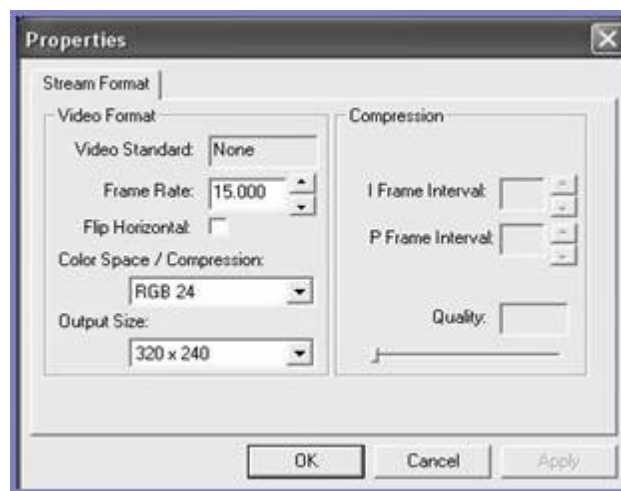 Properties
Stream Format
Video Format
Video Standard: None
Frame Rate: 15.000
Flip Horizontal:
Color Space / Compression:
RGB 24
Output Size:
320 x 240
Compression
I Frame Interval:
P Frame Interval:
Quality:
OK
Cancel
Apply